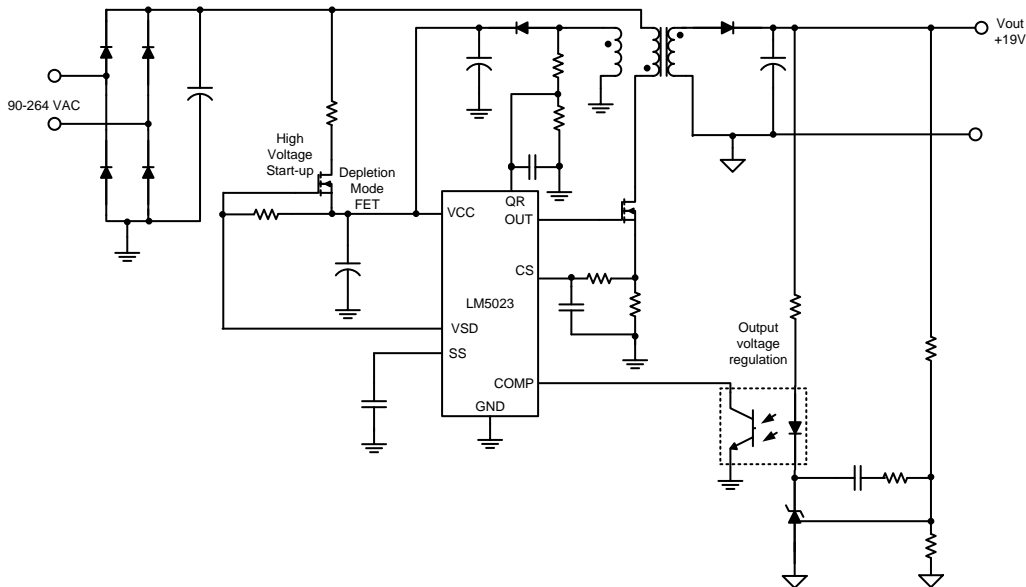 Vout
+19V
90-264 VAC
High
Voltage
Start-up
Depletion
Mode
FET
VCC
QR
OUT
CS
LM5023
VSD
SS
COMP
GND
Output
voltage
regulation